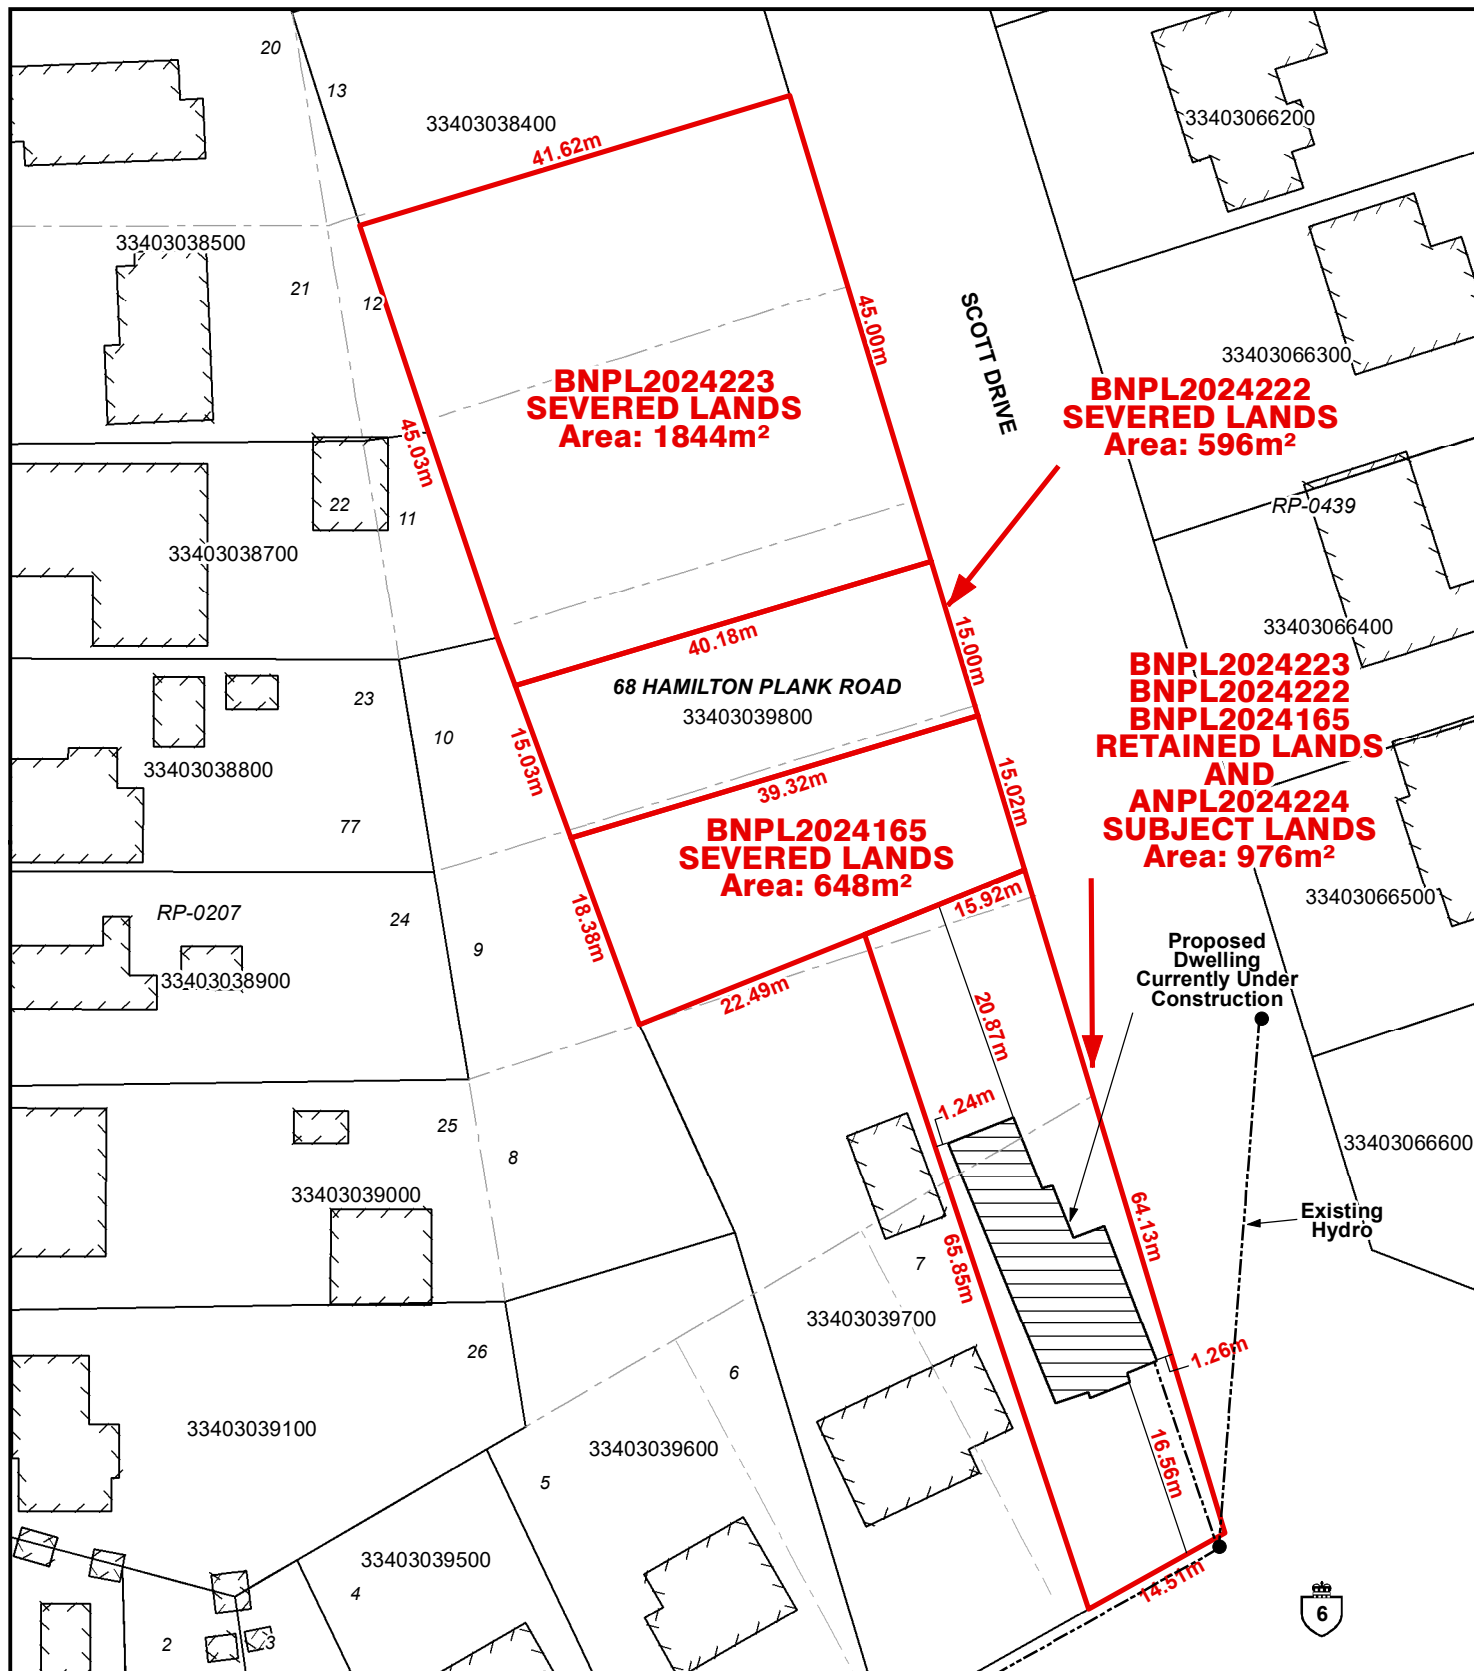 20
13
33403038400
41.62m
33403066200
33403038500
21
12
45.00m
SCOTT DRIVE
33403066300
BNPL2024223
SEVERED LANDS
Area: 1844m²
BNPL2024222
SEVERED LANDS
Area: 596m²
45.03m
22
11
RP-0439
33403038700
40.18m
15.00m
33403066400
68 HAMILTON PLANK ROAD
33403039800
BNPL2024223
BNPL2024222
BNPL2024165
RETAINED LANDS
AND
ANPL2024224
SUBJECT LANDS
Area: 976m²
23
10
33403038800
15.03m
39.32m
15.02m
77
BNPL2024165
SEVERED LANDS
Area: 648m²
15.92m
33403066500
RP-0207
24
9
18.38m
33403038900
22.49m
20.87m
Proposed
Dwelling
Currently Under
Construction
1.24m
25
8
33403066600
33403039000
64.13m
Existing
Hydro
7
65.85m
33403039700
26
6
1.26m
33403039100
33403039600
5
16.56m
33403039500
4
14.51m
6
2
3